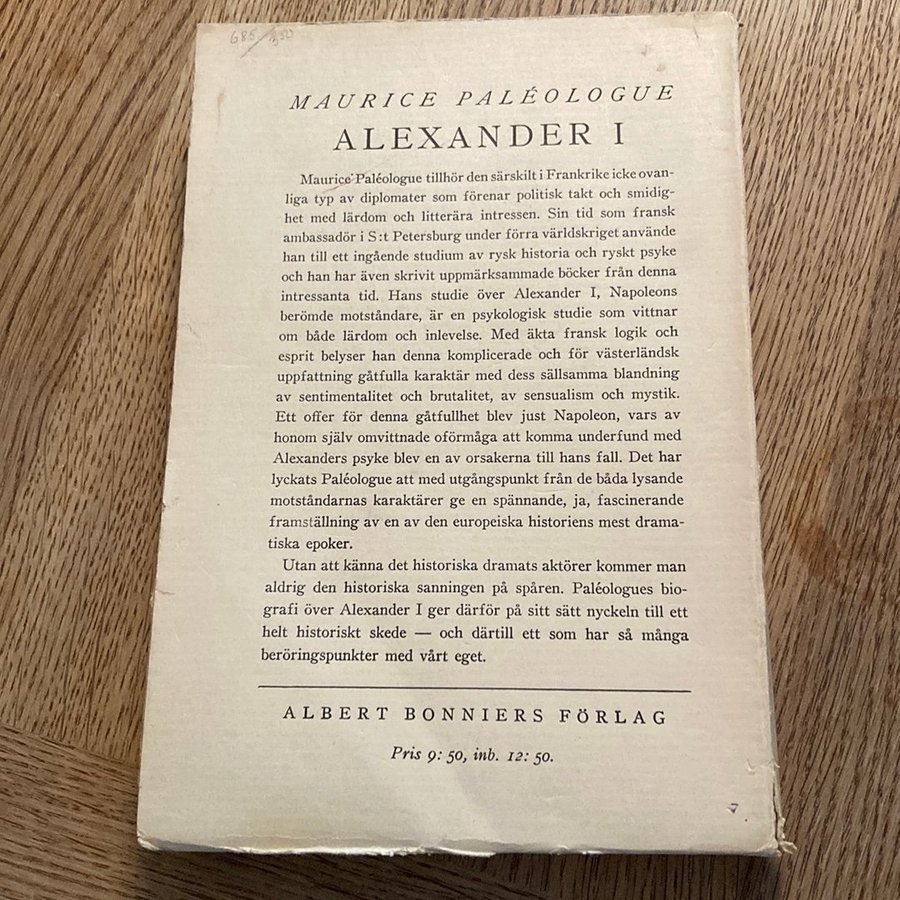 685 350
MAURICE PALÉOLOGUE
ALEXANDER I
Maurice Paléologue tillhör den särskilt i Frankrike icke ovan-
liga typ av diplomater som förenar politisk takt och smidig-
het med lärdom och litterära intressen. Sin tid som fransk
ambassadör i S:t Petersburg under förra världskriget använde
han till ett ingående studium av rysk historia och ryskt psyke
och han har även skrivit uppmärksammade böcker från denna
intressanta tid. Hans studie över Alexander I, Napoleons
berömde motståndare, är en psykologisk studie som vittnar
om både lärdom och inlevelse. Med äkta fransk logik och
esprit belyser han denna komplicerade och för västerländsk
uppfattning gåtfulla karaktär med dess sällsamma blandning
av sentimentalitet och brutalitet, av sensualism och mystik.
Ett offer för denna gåtfullhet blev just Napoleon, vars av
honom själv omvittnade oförmåga att komma underfund med
Alexanders psyke blev en av orsakerna till hans fall. Det har
lyckats Paléologue att med utgångspunkt från de båda lysande
motståndarnas karaktärer ge en spännande, ja, fascinerande
framställning av en av den europeiska historiens mest drama-
tiska epoker.
Utan att känna det historiska dramats aktörer kommer man
aldrig den historiska sanningen på spåren. Paléologues bio-
grafi över Alexander I ger därför på sitt sätt nyckeln till ett
helt historiskt skede — och därtill ett som har så många
beröringspunkter med vårt eget.
ALBERT BONNIERS FÖRLAG
Pris 9: 50, inb. 12: 50.